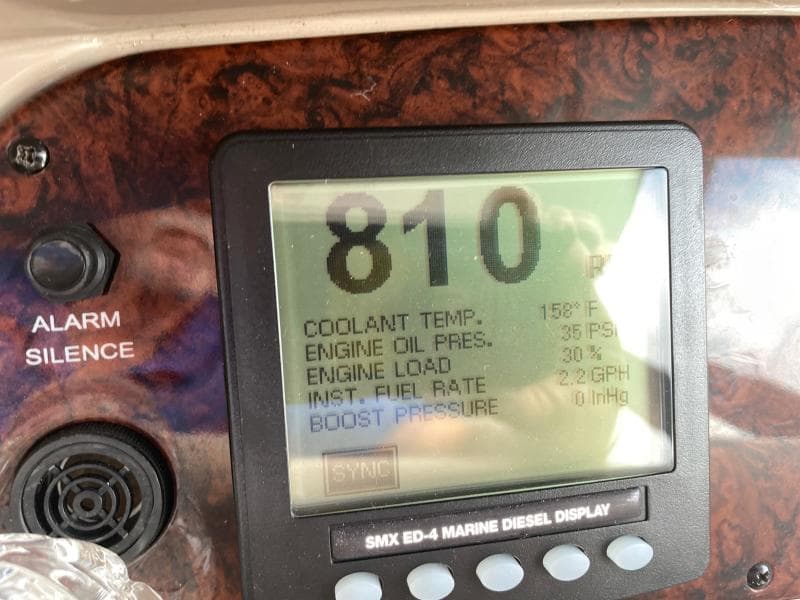 ALARM
SILENCE
810
COOLANT TEMP. 158° F
ENGINE OIL PRES. 35 PSI
ENGINE LOAD 30 %
INST. FUEL RATE 2.2 GPH
BOOST PRESSURE 0 InHg
SYNC
SMX ED-4 MARINE DIESEL DISPLAY